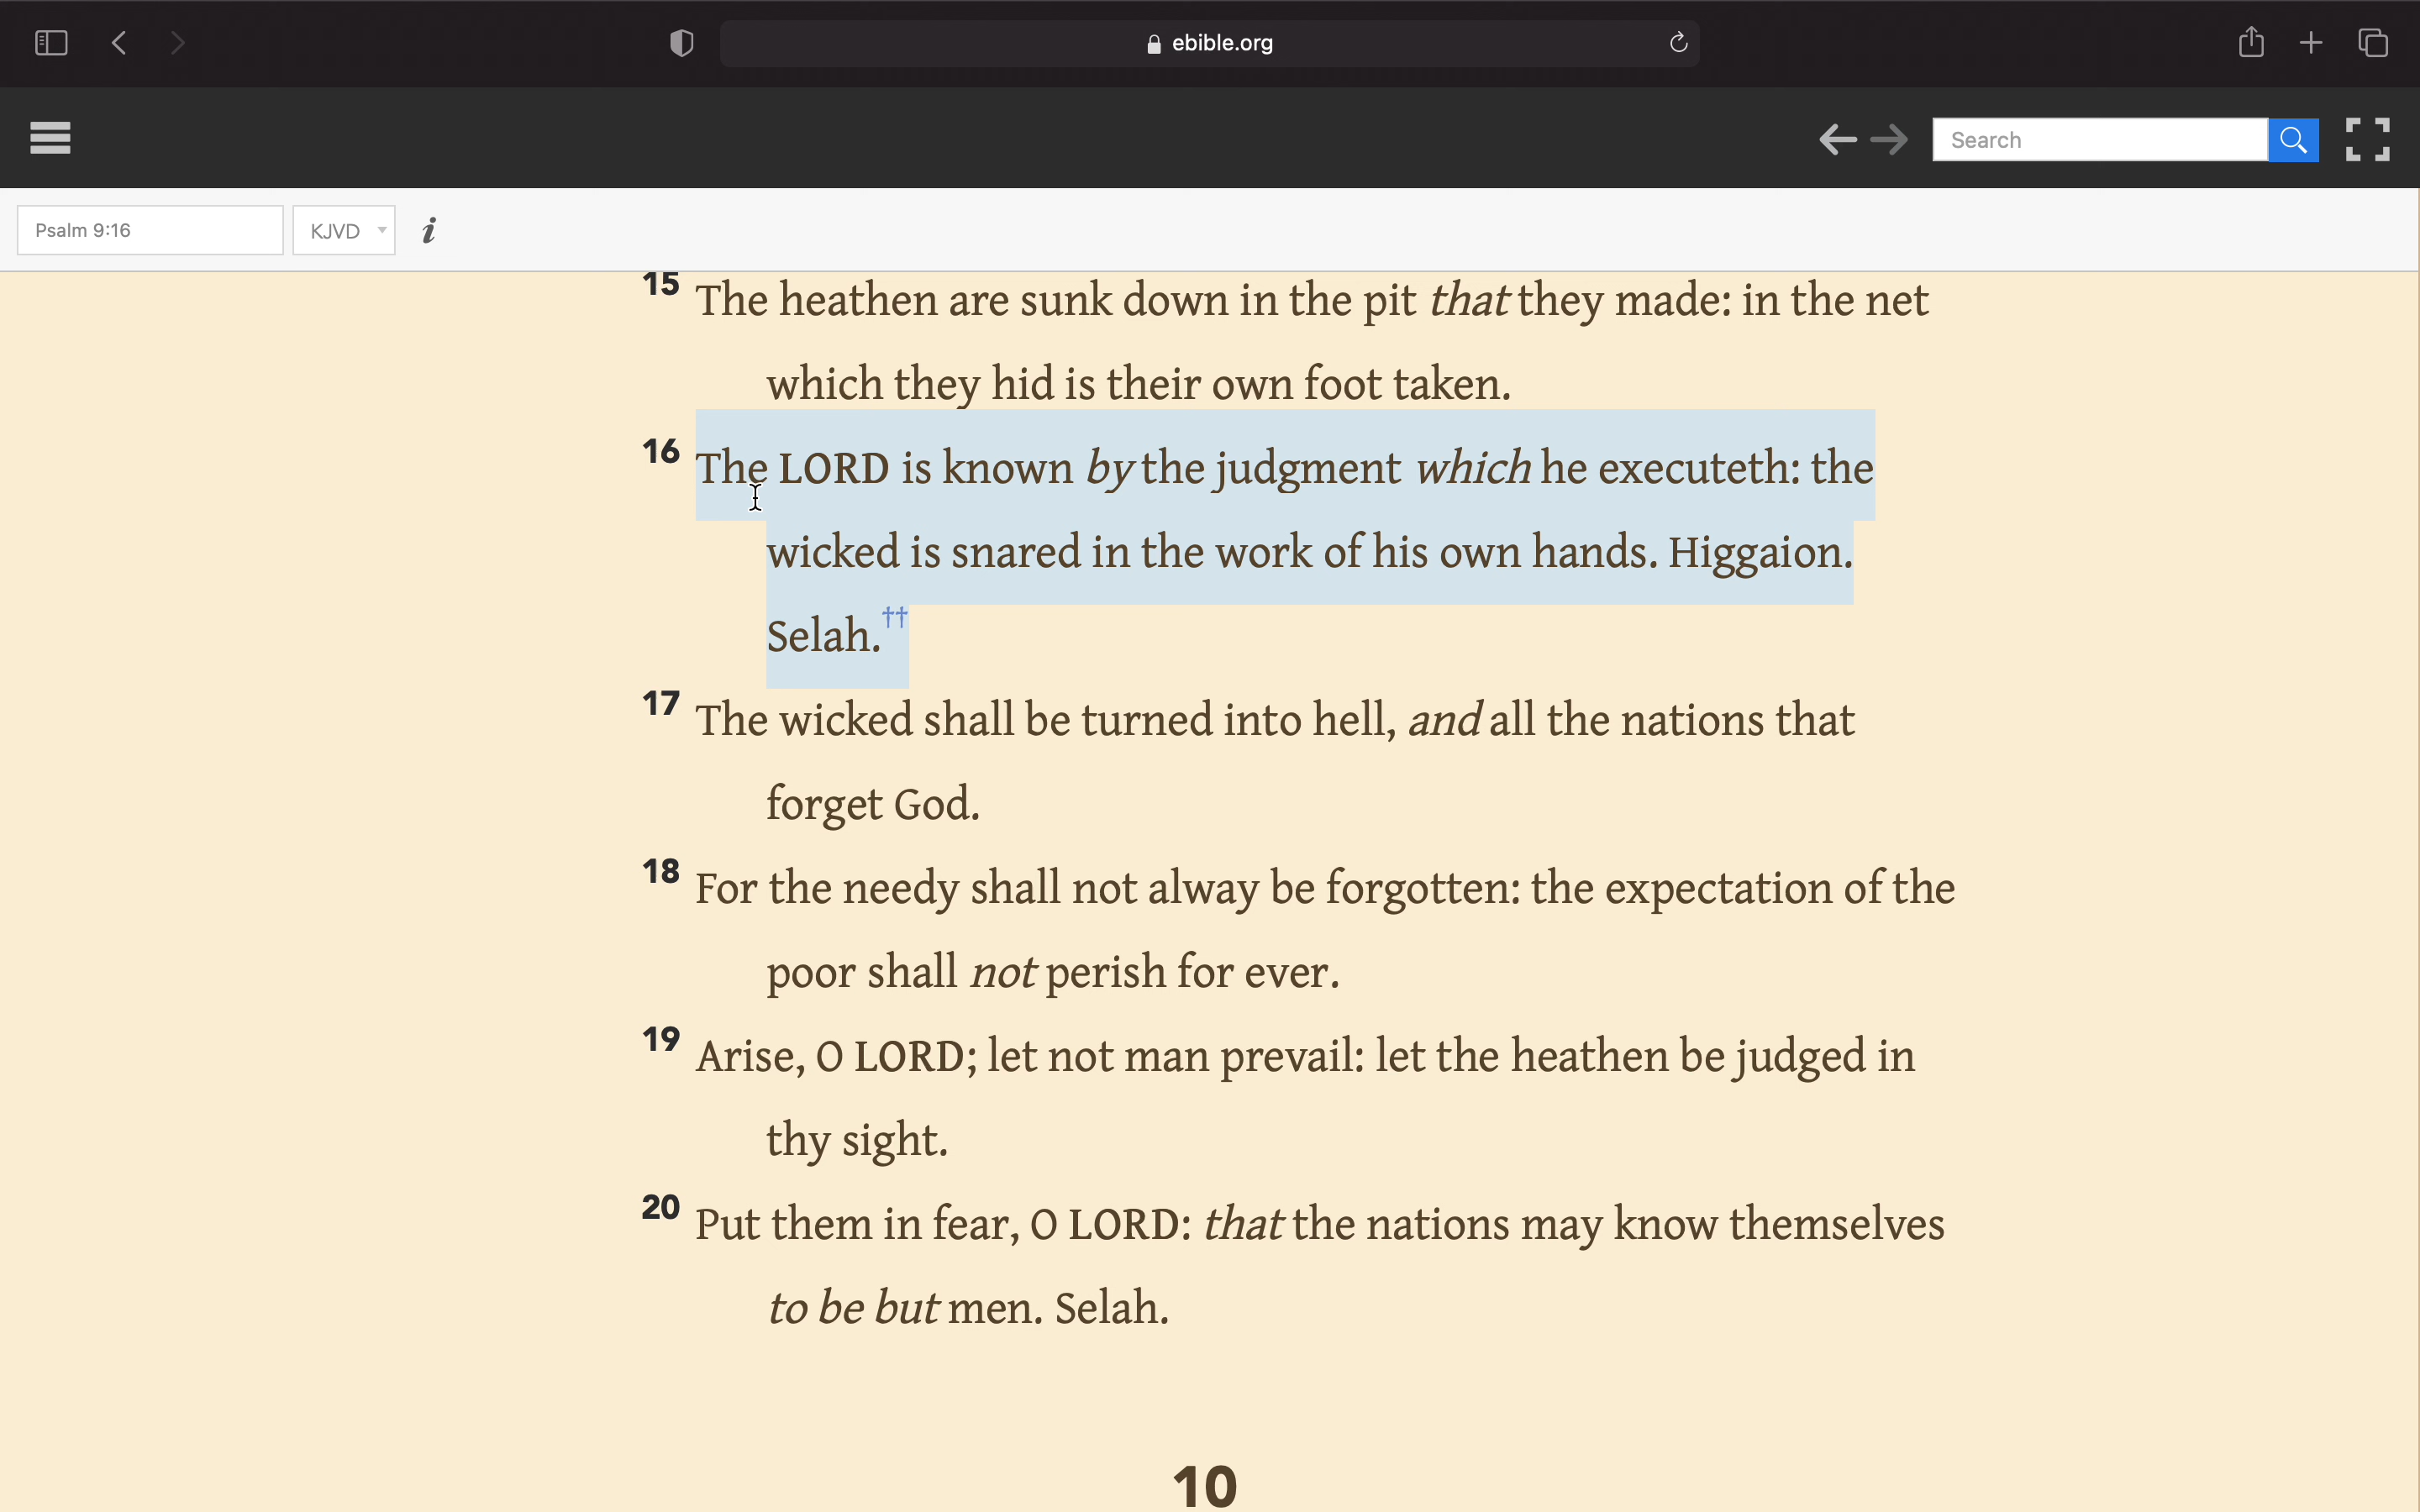 ebible.org
Search
Psalm 9:16
KJVD
i
15 The heathen are sunk down in the pit that they made: in the net
which they hid is their own foot taken.
16 The LORD is known by the judgment which he executeth: the
wicked is snared in the work of his own hands. Higgaion.
Selah.††
17 The wicked shall be turned into hell, and all the nations that
forget God.
18 For the needy shall not alway be forgotten: the expectation of the
poor shall not perish for ever.
19 Arise, O LORD; let not man prevail: let the heathen be judged in
thy sight.
20 Put them in fear, O LORD: that the nations may know themselves
to be but men. Selah.
10